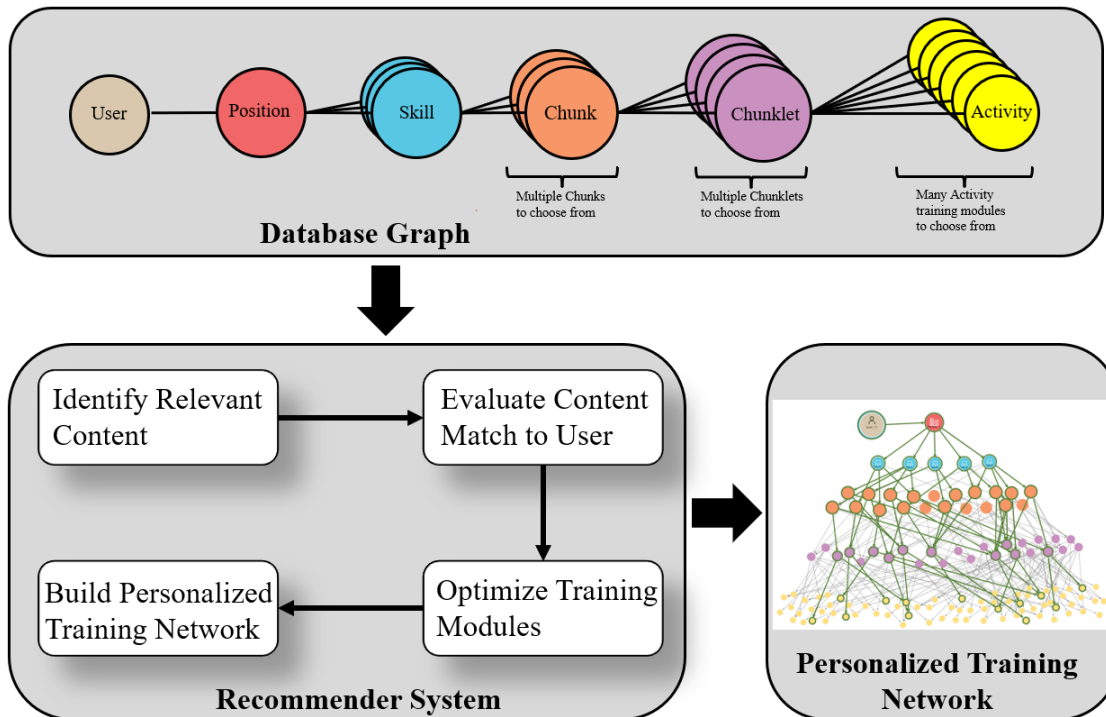 User
Position
Skill
Chunk
Chunklet
Activity
Multiple Chunks
to choose from
Multiple Chunklets
to choose from
Many Activity
training modules
to choose from
Database Graph
Identify Relevant
Content
Evaluate Content
Match to User
Build Personalized
Training Network
Optimize Training
Modules
Recommender System
Personalized Training
Network